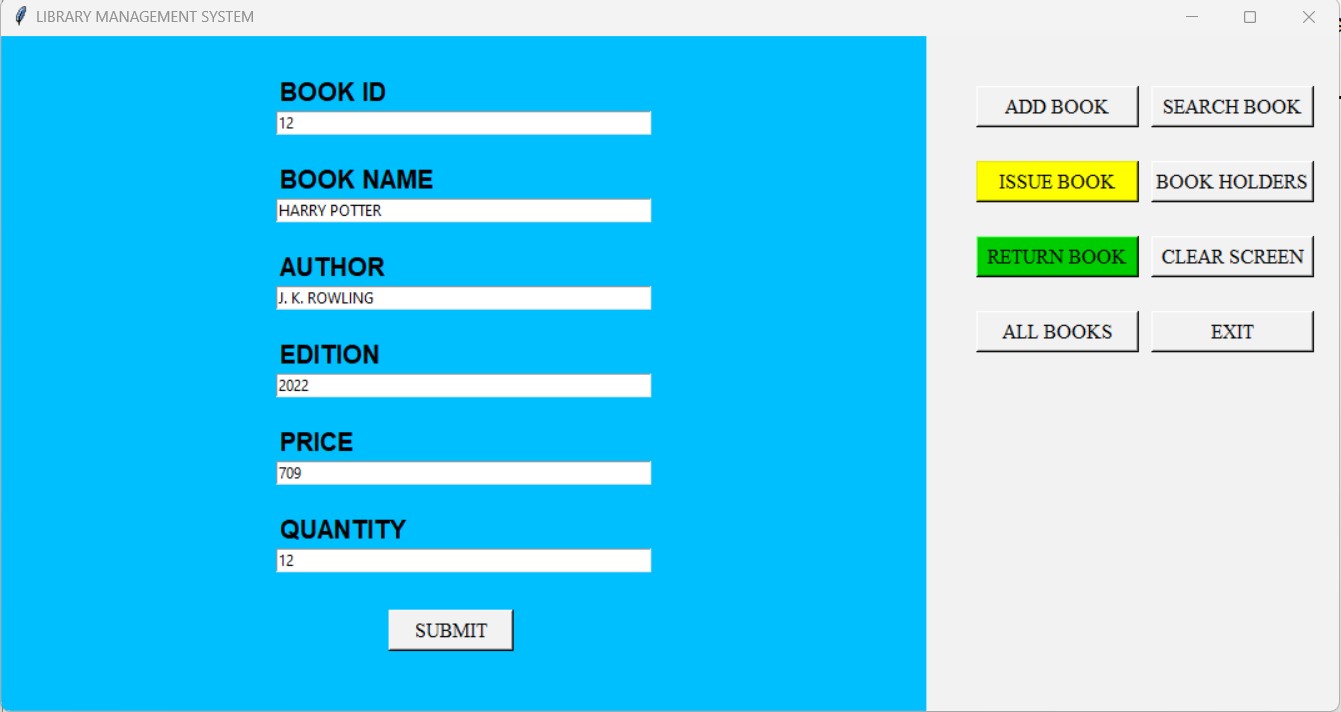 LIBRARY MANAGEMENT SYSTEM
BOOK ID
12
BOOK NAME
HARRY POTTER
AUTHOR
J. K. ROWLING
EDITION
2022
PRICE
709
QUANTITY
12
SUBMIT
ADD BOOK SEARCH BOOK
ISSUE BOOK BOOK HOLDERS
RETURN BOOK CLEAR SCREEN
ALL BOOKS EXIT